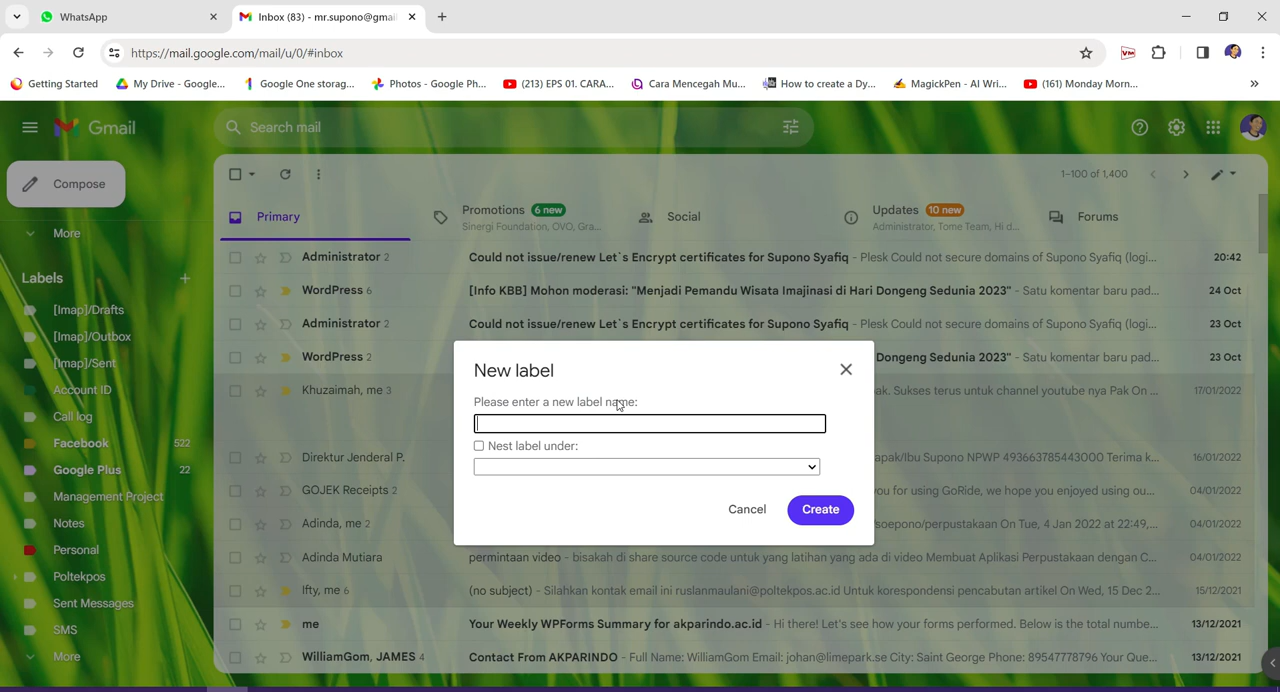 WhatsApp
Inbox (83) - mr.supono@gmai
https://mail.google.com/mail/u/0/#inbox
Getting Started
My Drive - Google...
Google One storag...
Photos - Google Ph...
(213) EPS 01. CARA...
Cara Mencegah Mu...
How to create a Dy...
MagickPen - AI Wri...
(161) Monday Morn...
Gmail
Search mail
Compose
More
Labels
[Imap]/Drafts
[Imap]/Outbox
[Imap]/Sent
Account ID
Call log
Facebook 522
Google Plus 22
Management Project
Notes
Personal
Poltekpos
Sent Messages
SMS
More
1–100 of 1,400
Primary
Promotions 6 new
Sinergi Foundation, OVO, Gra...
Social
Updates 10 new
Administrator, Tome Team, Hi d...
Forums
Administrator 2 Could not issue/renew Let`s Encrypt certificates for Supono Syafiq - Plesk Could not secure domains of Supono Syafiq (logi... 20:42
WordPress 6 [Info KBB] Mohon moderasi: "Menjadi Pemandu Wisata Imajinasi di Hari Dongeng Sedunia 2023" - Satu komentar baru pad... 24 Oct
Administrator 2 Could not issue/renew Let`s Encrypt certificates for Supono Syafiq - Plesk Could not secure domains of Supono Syafiq (logi... 23 Oct
WordPress 2 Dongeng Sedunia 2023" - Satu komentar baru pad... 23 Oct
Khuzaimah, me 3 ak. Sukses terus untuk channel youtube nya Pak On ... 17/01/2022
Direktur Jenderal P. apak/Ibu Supono NPWP 493663785443000 Terima k... 16/01/2022
GOJEK Receipts 2 you for using GoRide, we hope you enjoyed using ou... 04/01/2022
Adinda, me 2 /soepono/perpustakaan On Tue, 4 Jan 2022 at 22:49,... 04/01/2022
Adinda Mutiara permintaan video - bisakah di share source code untuk yang latihan yang ada di video Membuat Aplikasi Perpustakaan dengan C... 04/01/2022
Ifty, me 6 (no subject) - Silahkan kontak email ini ruslanmaulani@poltekpos.ac.id Untuk korespondensi pencabutan artikel On Wed, 15 Dec 2... 15/12/2021
me Your Weekly WPForms Summary for akparindo.ac.id - Hi there! Let's see how your forms performed. Below is the total numbe... 13/12/2021
WilliamGom, JAMES 4 Contact From AKPARINDO - Full Name: WilliamGom Email: johan@limepark.se City: Saint George Phone: 89547778796 Your Que... 13/12/2021
New label
Please enter a new label name:
Nest label under:
Cancel
Create